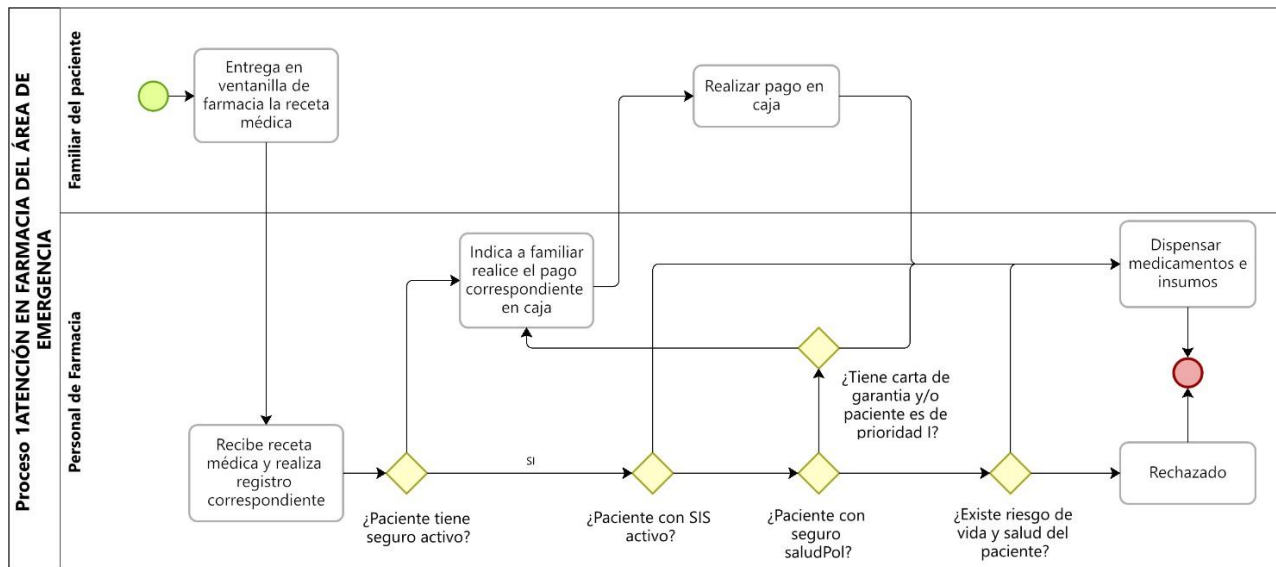 Proceso 1ATENCIÓN EN FARMACIA DEL ÁREA DE
EMERGENCIA
Familiar del paciente
Entrega en
ventanilla de
farmacia la receta
médica
Realizar pago en
caja
Personal de Farmacia
Indica a familiar
realice el pago
correspondiente
en caja
Dispensar
medicamentos e
insumos
¿Tiene carta de
garantia y/o
paciente es de
prioridad I?
Recibe receta
médica y realiza
registro
correspondiente
SI
Rechazado
¿Paciente tiene
seguro activo?
¿Paciente con SIS
activo?
¿Paciente con
seguro
saludPol?
¿Existe riesgo de
vida y salud del
paciente?